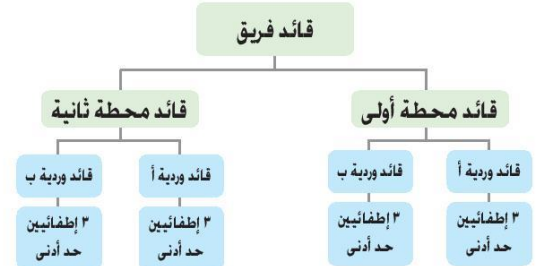 قائد فريق
قائد محطة أولى
قائد محطة ثانية
قائد وردية أ
قائد وردية ب
قائد وردية أ
قائد وردية ب
٣ إطفائيين
حد أدنى
٣ إطفائيين
حد أدنى
٣ إطفائيين
حد أدنى
٣ إطفائيين
حد أدنى